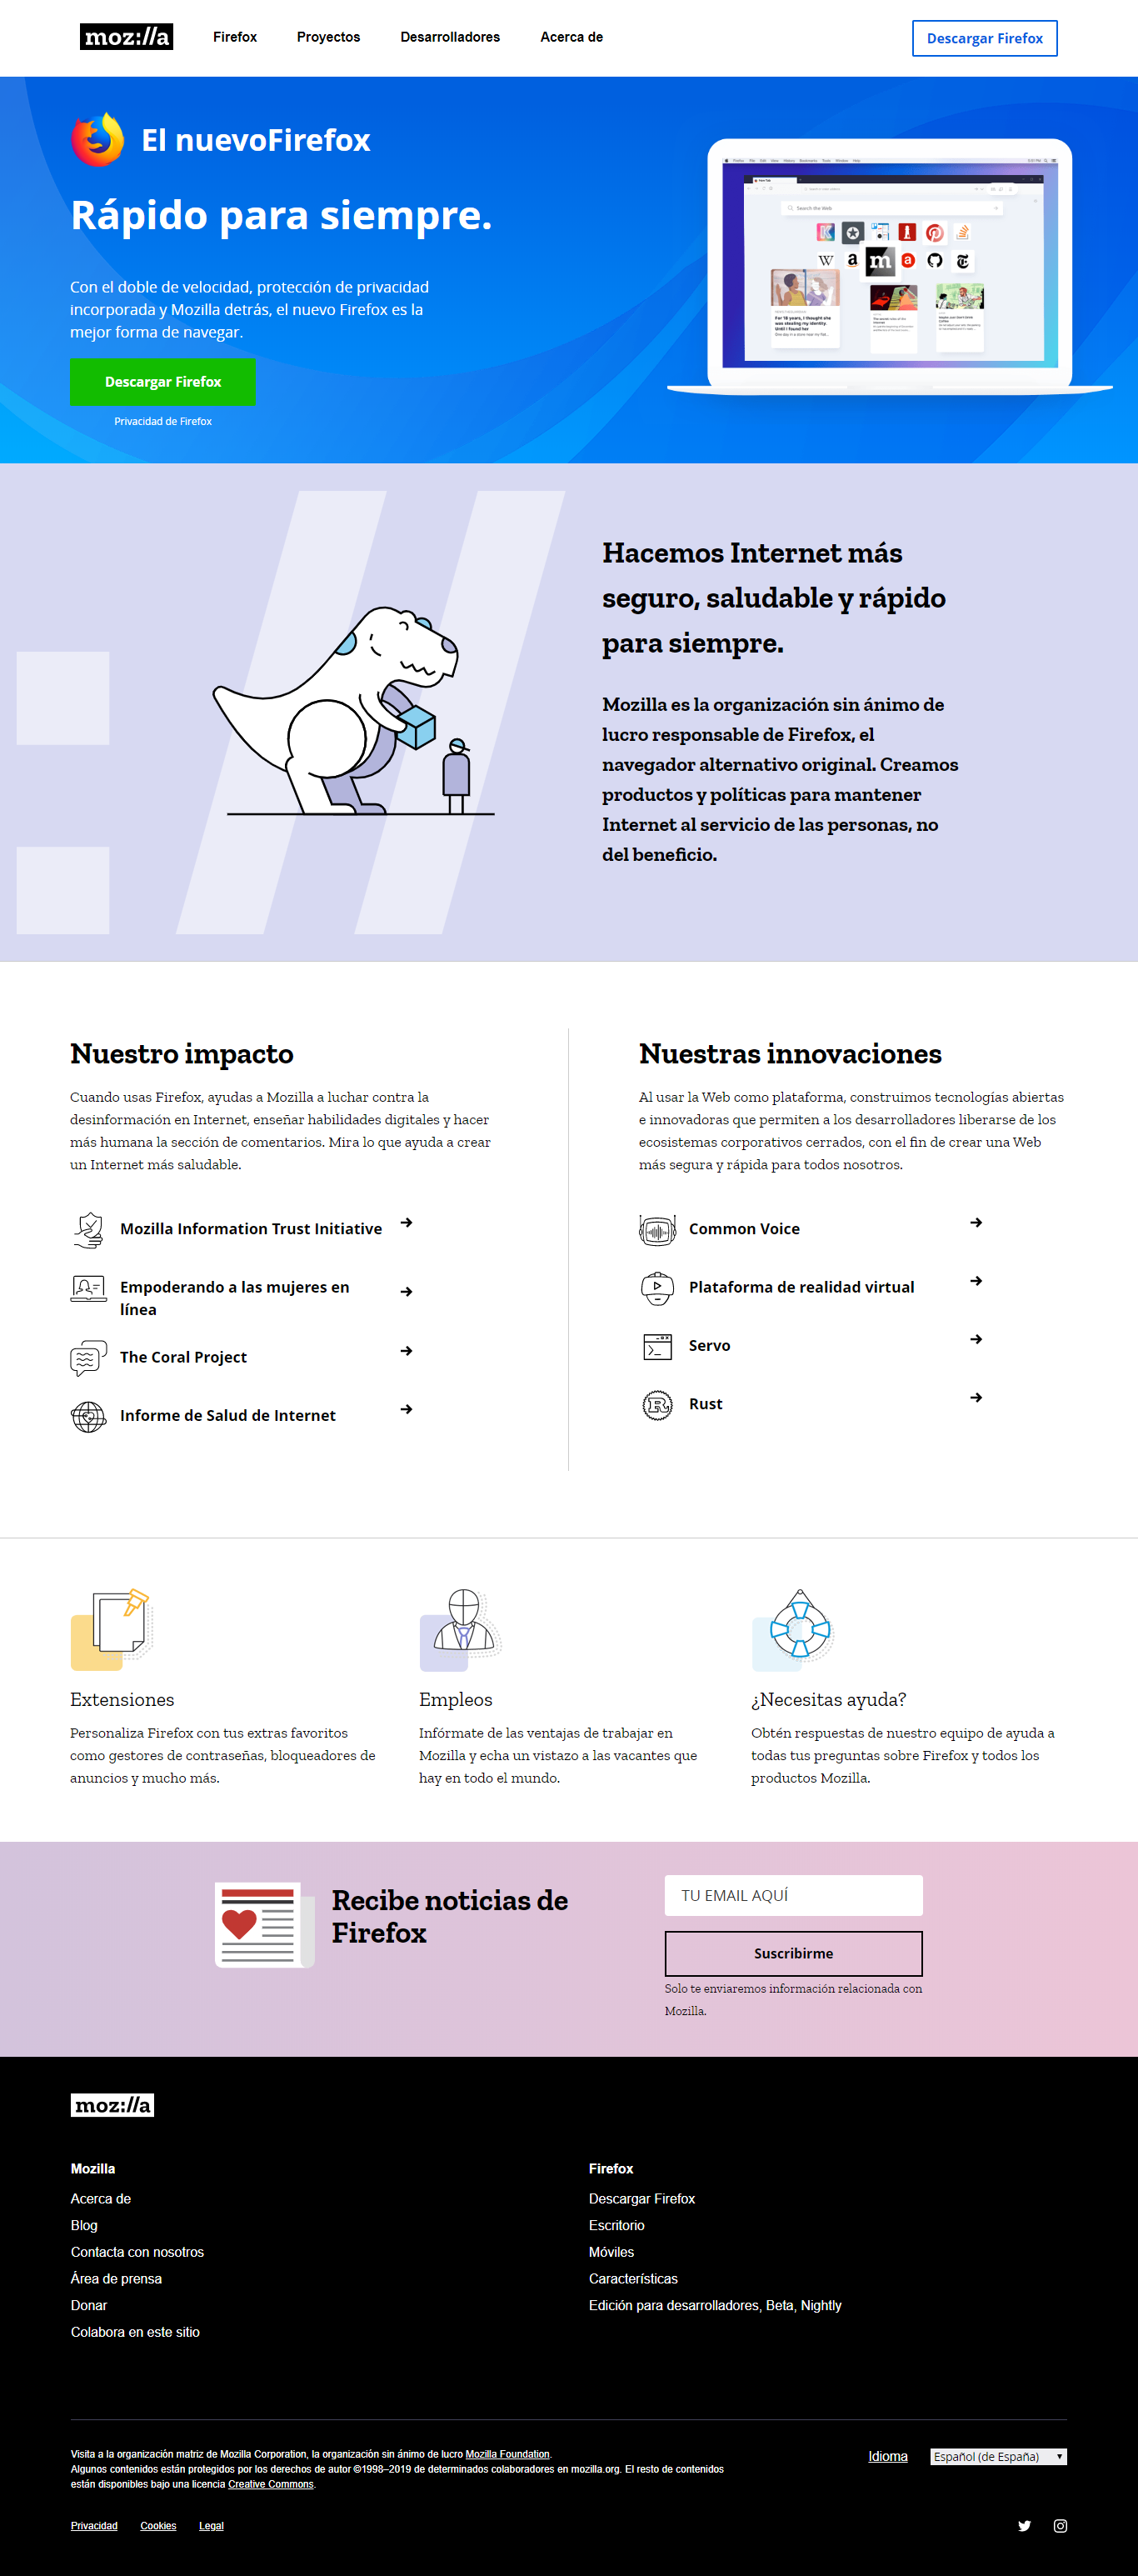 moz://a
Firefox
Proyectos
Desarrolladores
Acerca de
Descargar Firefox
El nuevoFirefox
Rápido para siempre.
Con el doble de velocidad, protección de privacidad
incorporada y Mozilla detrás, el nuevo Firefox es la
mejor forma de navegar.
Descargar Firefox
Privacidad de Firefox
Search the Web
For 18 years, I thought she
was stealing my identity.
Until I found her
Hacemos Internet más
seguro, saludable y rápido
para siempre.
Mozilla es la organización sin ánimo de
lucro responsable de Firefox, el
navegador alternativo original. Creamos
productos y políticas para mantener
Internet al servicio de las personas, no
del beneficio.
Nuestro impacto
Cuando usas Firefox, ayudas a Mozilla a luchar contra la
desinformación en Internet, enseñar habilidades digitales y hacer
más humana la sección de comentarios. Mira lo que ayuda a crear
un Internet más saludable.
Mozilla Information Trust Initiative
Empoderando a las mujeres en
línea
The Coral Project
Informe de Salud de Internet
Nuestras innovaciones
Al usar la Web como plataforma, construimos tecnologías abiertas
e innovadoras que permiten a los desarrolladores liberarse de los
ecosistemas corporativos cerrados, con el fin de crear una Web
más segura y rápida para todos nosotros.
Common Voice
Plataforma de realidad virtual
Servo
Rust
Extensiones
Personaliza Firefox con tus extras favoritos
como gestores de contraseñas, bloqueadores de
anuncios y mucho más.
Empleos
Infórmate de las ventajas de trabajar en
Mozilla y echa un vistazo a las vacantes que
hay en todo el mundo.
¿Necesitas ayuda?
Obtén respuestas de nuestro equipo de ayuda a
todas tus preguntas sobre Firefox y todos los
productos Mozilla.
Recibe noticias de
Firefox
TU EMAIL AQUÍ
Suscribirme
Solo te enviaremos información relacionada con
Mozilla.
moz://a
Mozilla
Acerca de
Blog
Contacta con nosotros
Área de prensa
Donar
Colabora en este sitio
Firefox
Descargar Firefox
Escritorio
Móviles
Características
Edición para desarrolladores, Beta, Nightly
Visita a la organización matriz de Mozilla Corporation, la organización sin ánimo de lucro Mozilla Foundation.
Algunos contenidos están protegidos por los derechos de autor ©1998–2019 de determinados colaboradores en mozilla.org. El resto de contenidos
están disponibles bajo una licencia Creative Commons.
Idioma
Español (de España)
Privacidad
Cookies
Legal